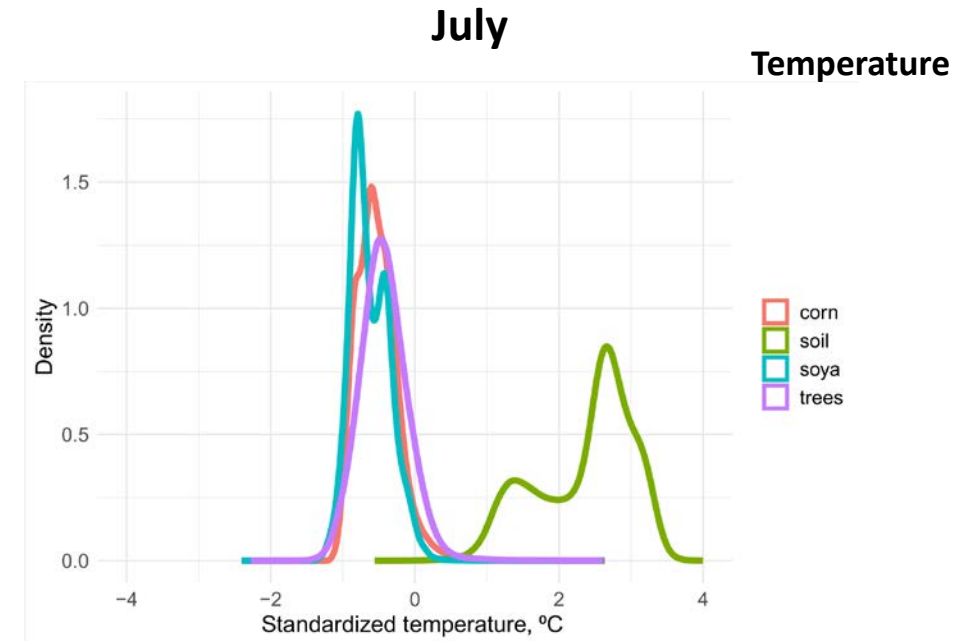 July
Temperature
1.5
1.0
0.5
0.0
Density
−4 −2 0 2 4
Standardized temperature, ºC
corn
soil
soya
trees